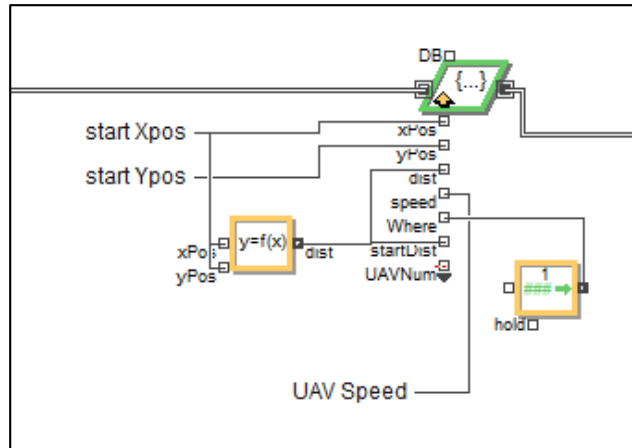 DB
{...}
start Xpos
xPos
yPos
start Ypos
dist
speed
y=f(x)
xPos
dist
Where
startDist
yPos
UAVNum
1
###
hold
UAV Speed